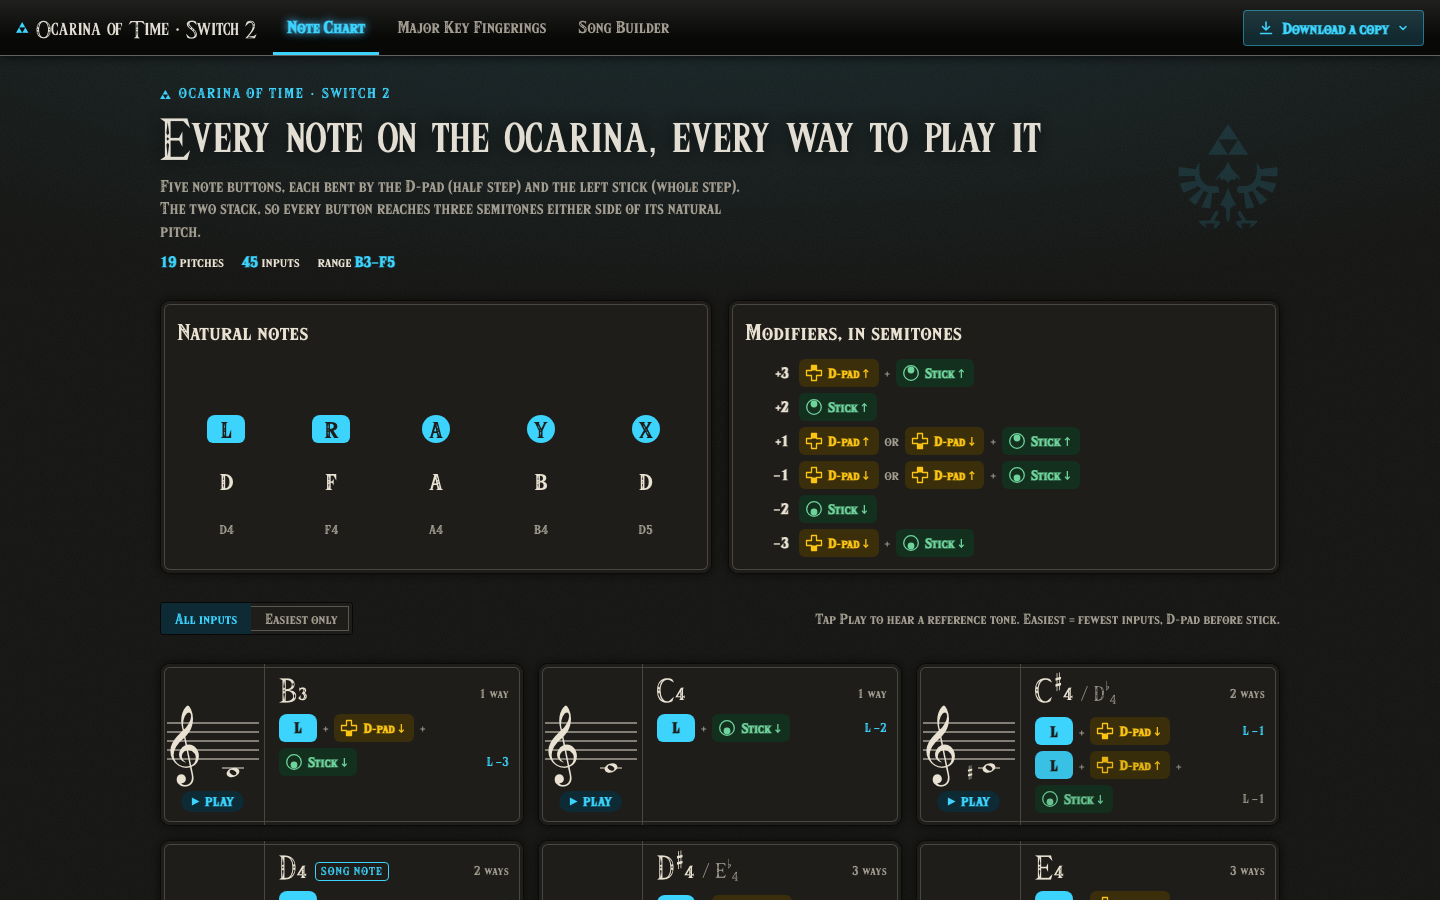 Ocarina of Time · Switch 2
Note Chart
Major Key Fingerings
Song Builder
Download a copy
Ocarina of Time · Switch 2
Every note on the ocarina, every way to play it
Five note buttons, each bent by the D-pad (half step) and the left stick (whole step).
The two stack, so every button reaches three semitones either side of its natural
pitch.
19 pitches 45 inputs range B3–F5
Natural notes
L R A Y X
D F A B D
D4 F4 A4 B4 D5
Modifiers, in semitones
+3 D-pad ↑ + Stick ↑
+2 Stick ↑
+1 D-pad ↑ or D-pad ↓ + Stick ↑
−1 D-pad ↓ or D-pad ↑ + Stick ↓
−2 Stick ↓
−3 D-pad ↓ + Stick ↓
All inputs Easiest only
Tap Play to hear a reference tone. Easiest = fewest inputs, D-pad before stick.
B3 1 way
L + D-pad ↓ +
Stick ↓ L −3
Play
C4 1 way
L + Stick ↓ L −2
Play
C♯4 / D♭4 2 ways
L + D-pad ↓ L −1
L + D-pad ↑ +
Stick ↓ L −1
Play
D4 Song note 2 ways
D♯4 / E♭4 3 ways
E4 3 ways